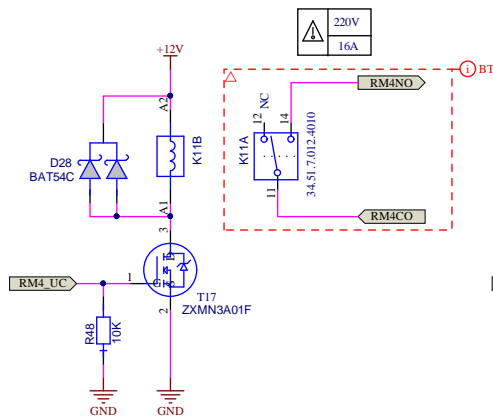 220V
16A
+12V
BT
RM4NO
A2
12
NC
14
K11B
K11A
34.51.7.012.4010
D28
BAT54C
A1
11
RM4CO
3
RM4_UC
1
G
T17
ZXMN3A01F
2
R48
10K
GND
GND